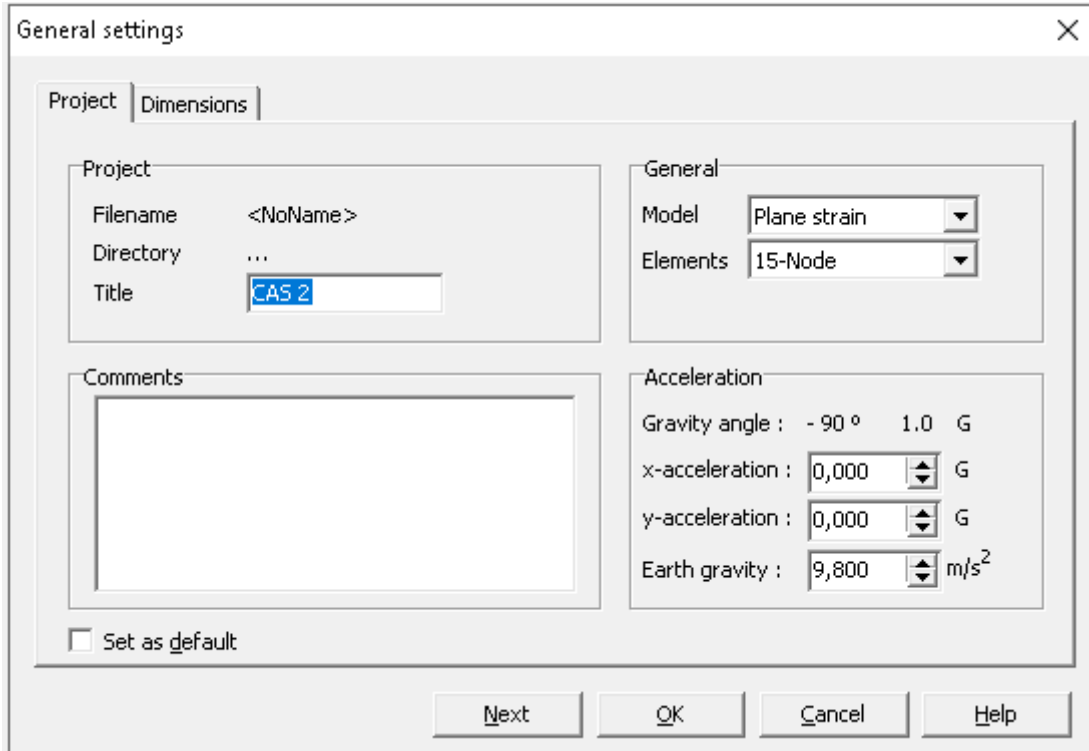 General settings
Project
Dimensions
Project
Filename <NoName>
Directory ...
Title CAS 2
General
Model Plane strain
Elements 15-Node
Comments
Acceleration
Gravity angle : - 90 º 1.0 G
x-acceleration : 0,000 G
y-acceleration : 0,000 G
Earth gravity : 9,800 m/s²
Set as default
Next
OK
Cancel
Help